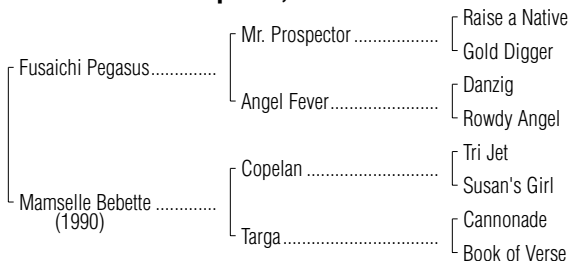 Raise a Native
Mr. Prospector ....................
Gold Digger
Fusaichi Pegasus..............
Danzig
Angel Fever.........................
Rowdy Angel
Tri Jet
Copelan ..............................
Susan's Girl
Mamselle Bebette .............
(1990)
Cannonade
Targa....................................
Book of Verse